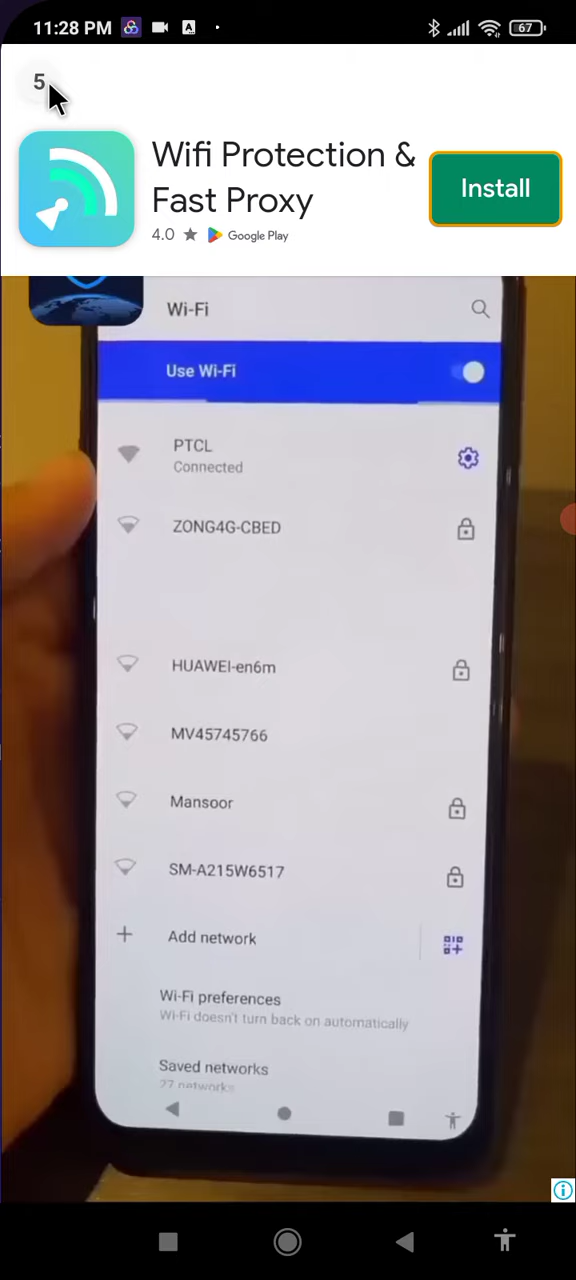 11:28 PM
67
5
Wifi Protection &
Fast Proxy
4.0 ★ Google Play
Install
Wi-Fi
Use Wi-Fi
PTCL
Connected
ZONG4G-CBED
HUAWEI-en6m
MV45745766
Mansoor
SM-A215W6517
+ Add network
Wi-Fi preferences
Wi-Fi doesn't turn back on automatically
Saved networks
27 networks